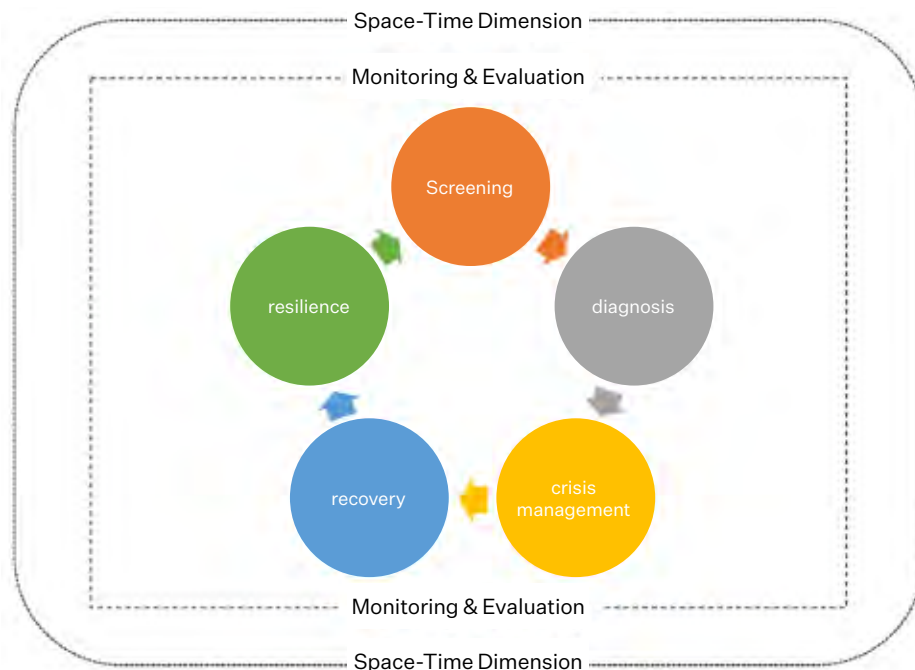 Space-Time Dimension
Monitoring & Evaluation
Screening
resilience
diagnosis
recovery
crisis
management
Monitoring & Evaluation
Space-Time Dimension